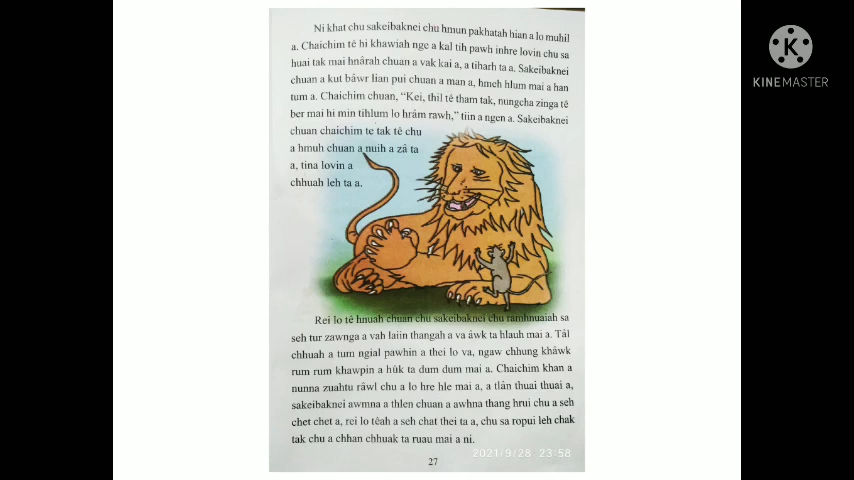 Ni khat chu sakeibaknei chu hmun pakhatah hian a lo muhil
a. Chaichim tê hi khawiah nge a kal tih pawh inhre lovin chu sa
huai tak mai hnârah chuan a vak kai a, a tiharh ta a. Sakeibaknei
chuan a kut bâwr lian pui chuan a man a, hmeh hlum mai a han
tum a. Chaichim chuan, “Kei, thil tê tham tak, nungcha zinga tê
ber mai hi min tihlum lo hrâm rawh,” tiin a ngen a. Sakeibaknei
chuan chaichim te tak tê chu
a hmuh chuan a nuih a zâ ta
a, tina lovin a
chhuah leh ta a.
Rei lo tê hnuah chuan chu sakeibaknei chu ramhnuaiah sa
seh tur zawnga a vah laiin thangah a va âwk ta hlauh mai a. Tâl
chhuah a tum ngial pawhin a thei lo va, ngaw chhung khâwk
rum rum khawpin a hûk ta dum dum mai a. Chaichim khan a
nunna zuahtu râwl chu a lo hre hle mai a, a tlân thuai thuai a,
sakeibaknei awmna a thlen chuan a awhna thang hrui chu a seh
chet chet a, rei lo têah a seh chat thei ta a, chu sa ropui leh chak
tak chu a chhan chhuak ta ruau mai a ni.
2021/9/28 23:58
27
KINEMASTER